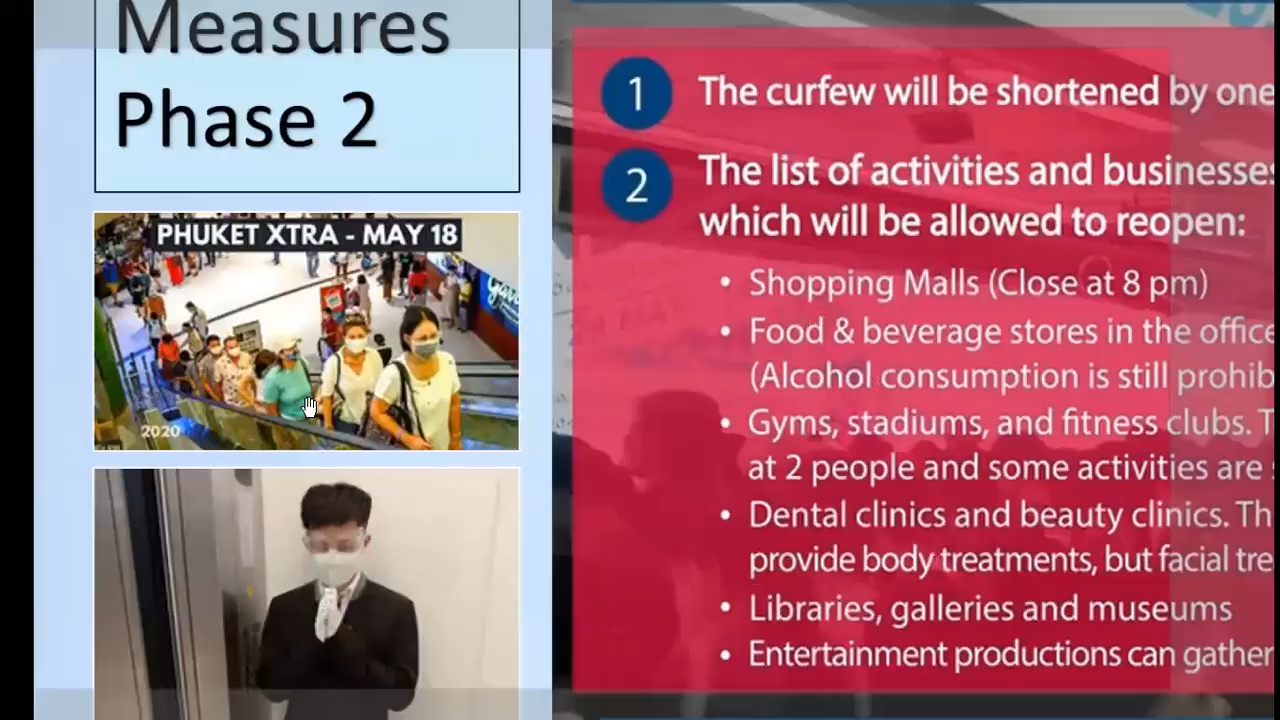 Measures
Phase 2
PHUKET XTRA - MAY 18
2020
1 The curfew will be shortened by one
2 The list of activities and businesses
which will be allowed to reopen:
• Shopping Malls (Close at 8 pm)
• Food & beverage stores in the office
(Alcohol consumption is still prohib
• Gyms, stadiums, and fitness clubs. T
at 2 people and some activities are
• Dental clinics and beauty clinics. Th
provide body treatments, but facial tre
• Libraries, galleries and museums
• Entertainment productions can gather